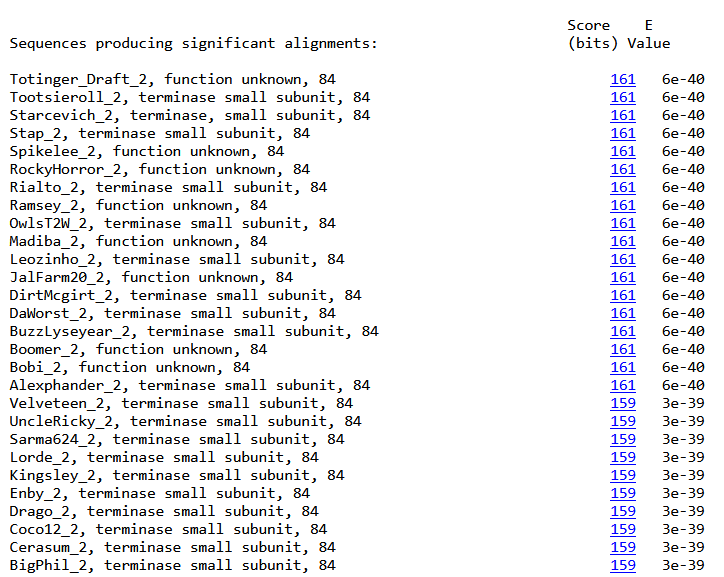 Score E
Sequences producing significant alignments: (bits) Value
Totinger_Draft_2, function unknown, 84 161 6e-40
Tootsieroll_2, terminase small subunit, 84 161 6e-40
Starcevich_2, terminase, small subunit, 84 161 6e-40
Stap_2, terminase small subunit, 84 161 6e-40
Spikelee_2, function unknown, 84 161 6e-40
RockyHorror_2, function unknown, 84 161 6e-40
Rialto_2, terminase small subunit, 84 161 6e-40
Ramsey_2, function unknown, 84 161 6e-40
OwlsT2W_2, terminase small subunit, 84 161 6e-40
Madiba_2, function unknown, 84 161 6e-40
Leozinho_2, terminase small subunit, 84 161 6e-40
JalFarm20_2, function unknown, 84 161 6e-40
DirtMcgirt_2, terminase small subunit, 84 161 6e-40
DaWorst_2, terminase small subunit, 84 161 6e-40
BuzzLyseyear_2, terminase small subunit, 84 161 6e-40
Boomer_2, function unknown, 84 161 6e-40
Bobi_2, function unknown, 84 161 6e-40
Alexphander_2, terminase small subunit, 84 161 6e-40
Velveteen_2, terminase small subunit, 84 159 3e-39
UncleRicky_2, terminase small subunit, 84 159 3e-39
Sarma624_2, terminase small subunit, 84 159 3e-39
Lorde_2, terminase small subunit, 84 159 3e-39
Kingsley_2, terminase small subunit, 84 159 3e-39
Enby_2, terminase small subunit, 84 159 3e-39
Drago_2, terminase small subunit, 84 159 3e-39
Coco12_2, terminase small subunit, 84 159 3e-39
Cerasum_2, terminase small subunit, 84 159 3e-39
BigPhil_2, terminase small subunit, 84 159 3e-39